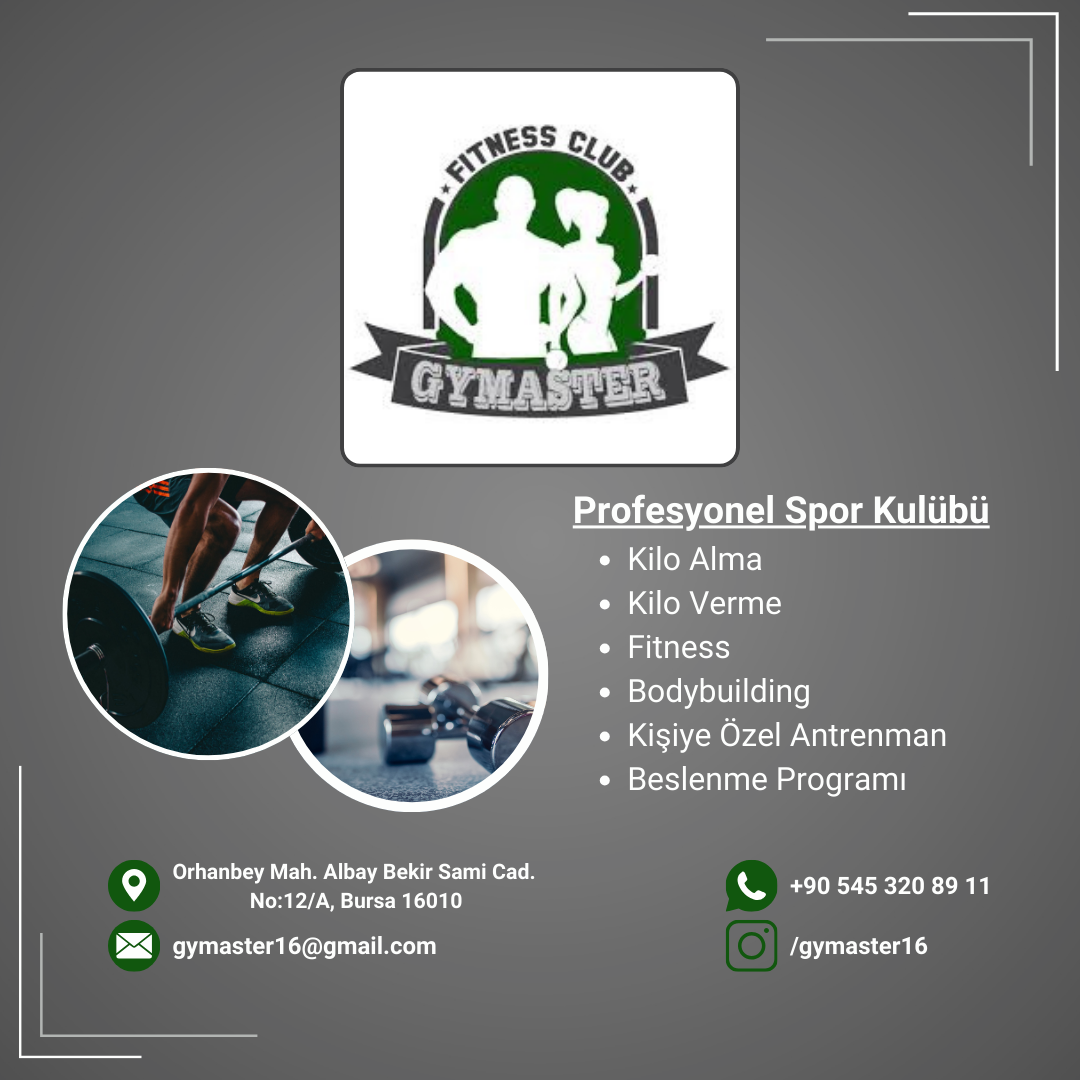 FITNESS CLUB
GYMASTER
Profesyonel Spor Kulübü
• Kilo Alma
• Kilo Verme
• Fitness
• Bodybuilding
• Kişiye Özel Antrenman
• Beslenme Programı
Orhanbey Mah. Albay Bekir Sami Cad.
No:12/A, Bursa 16010
+90 545 320 89 11
gymaster16@gmail.com
/gymaster16